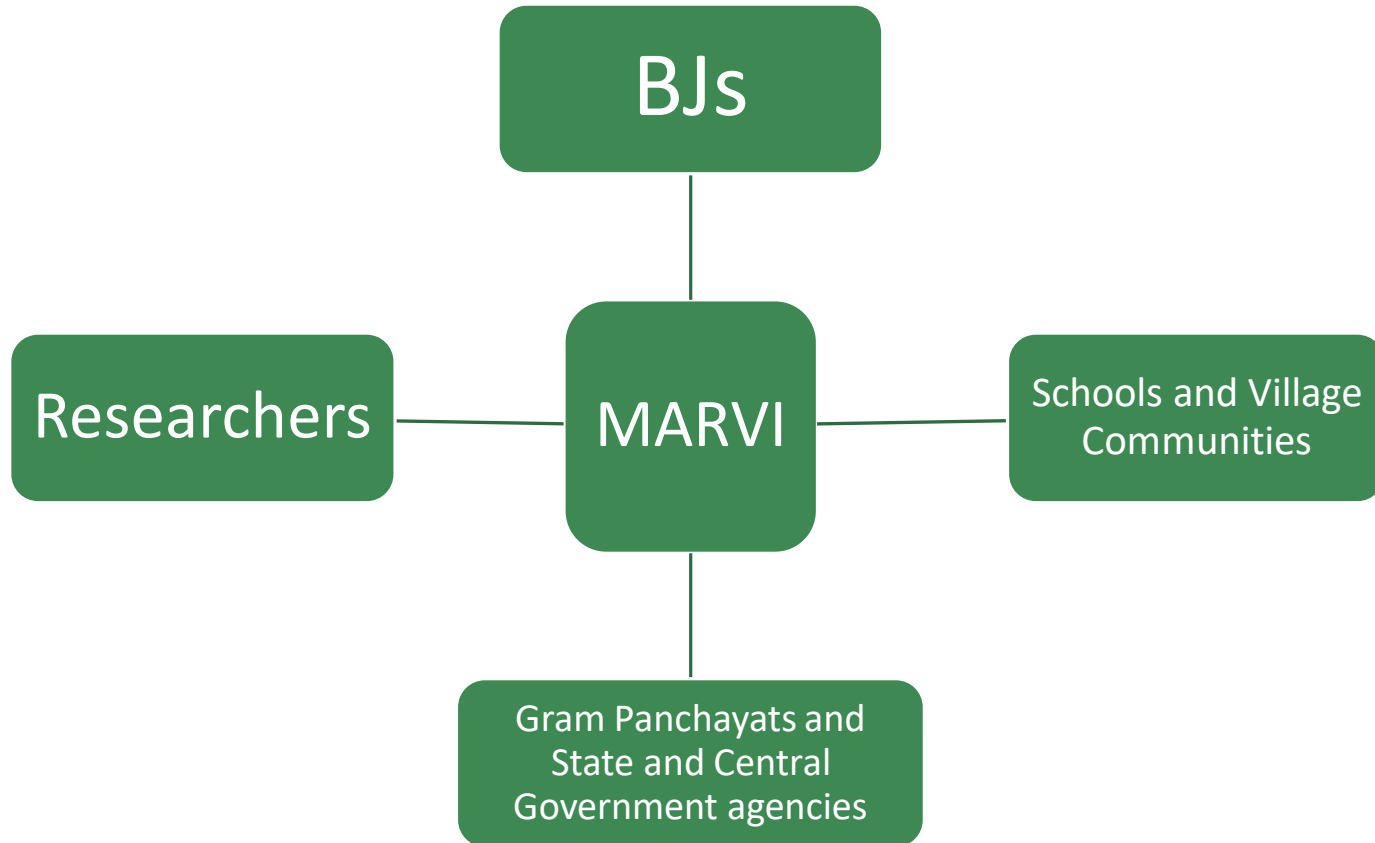 BJs
Researchers
MARVI
Schools and Village
Communities
Gram Panchayats and
State and Central
Government agencies